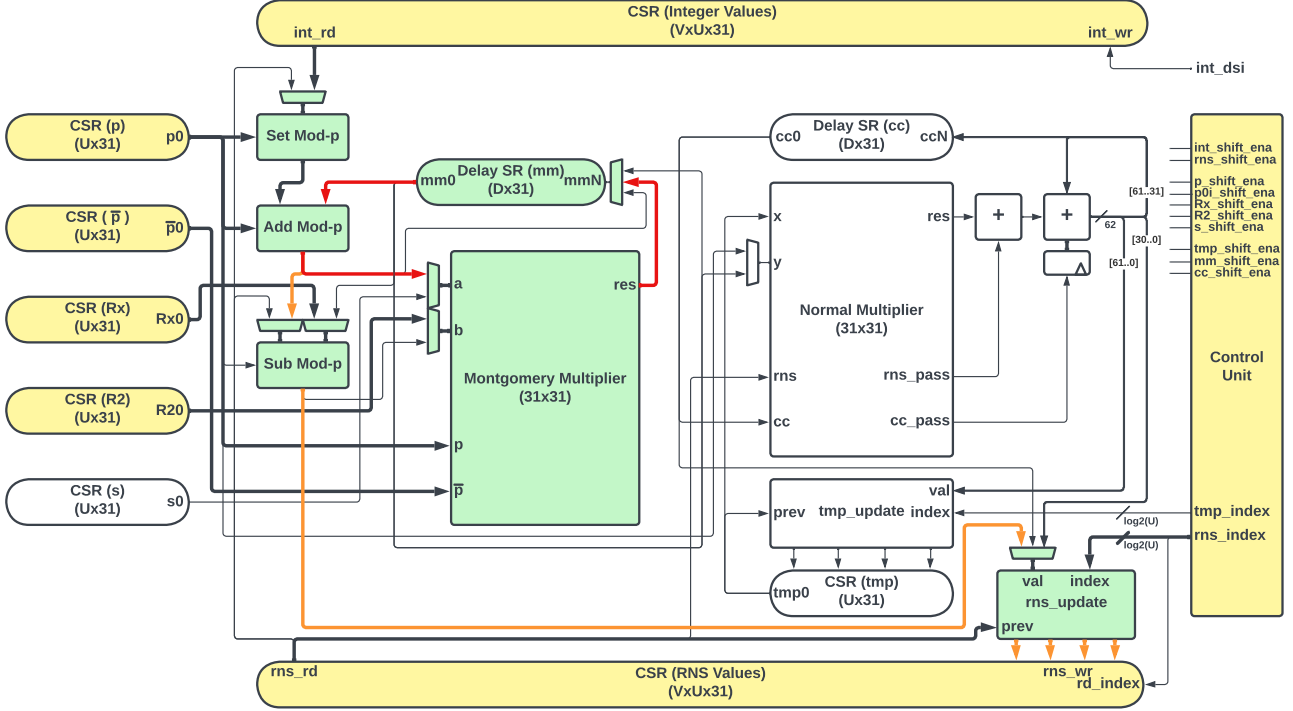 CSR (Integer Values)
(VxUx31)
int_rd
int_wr
int_dsi
CSR (p)
(Ux31)
p0
Set Mod-p
cc0
Delay SR (cc)
(Dx31)
ccN
int_shift_ena
rns_shift_ena
p_shift_ena
p0i_shift_ena
Rx_shift_ena
R2_shift_ena
s_shift_ena
tmp_shift_ena
mm_shift_ena
cc_shift_ena
mm0
Delay SR (mm)
(Dx31)
mmN
[61..31]
CSR ( p̅ )
(Ux31)
p̅0
Add Mod-p
x
res
+
+
62
[30..0]
[61..0]
y
a
res
CSR (Rx)
(Ux31)
Rx0
b
Normal Multiplier
(31x31)
Sub Mod-p
Control
Unit
Montgomery Multiplier
(31x31)
rns
rns_pass
CSR (R2)
(Ux31)
R20
cc
cc_pass
p
p̅
CSR (s)
(Ux31)
s0
val
prev
tmp_update
index
tmp_index
log2(U)
rns_index
log2(U)
tmp0
CSR (tmp)
(Ux31)
val
index
rns_update
prev
rns_rd
CSR (RNS Values)
(VxUx31)
rns_wr
rd_index